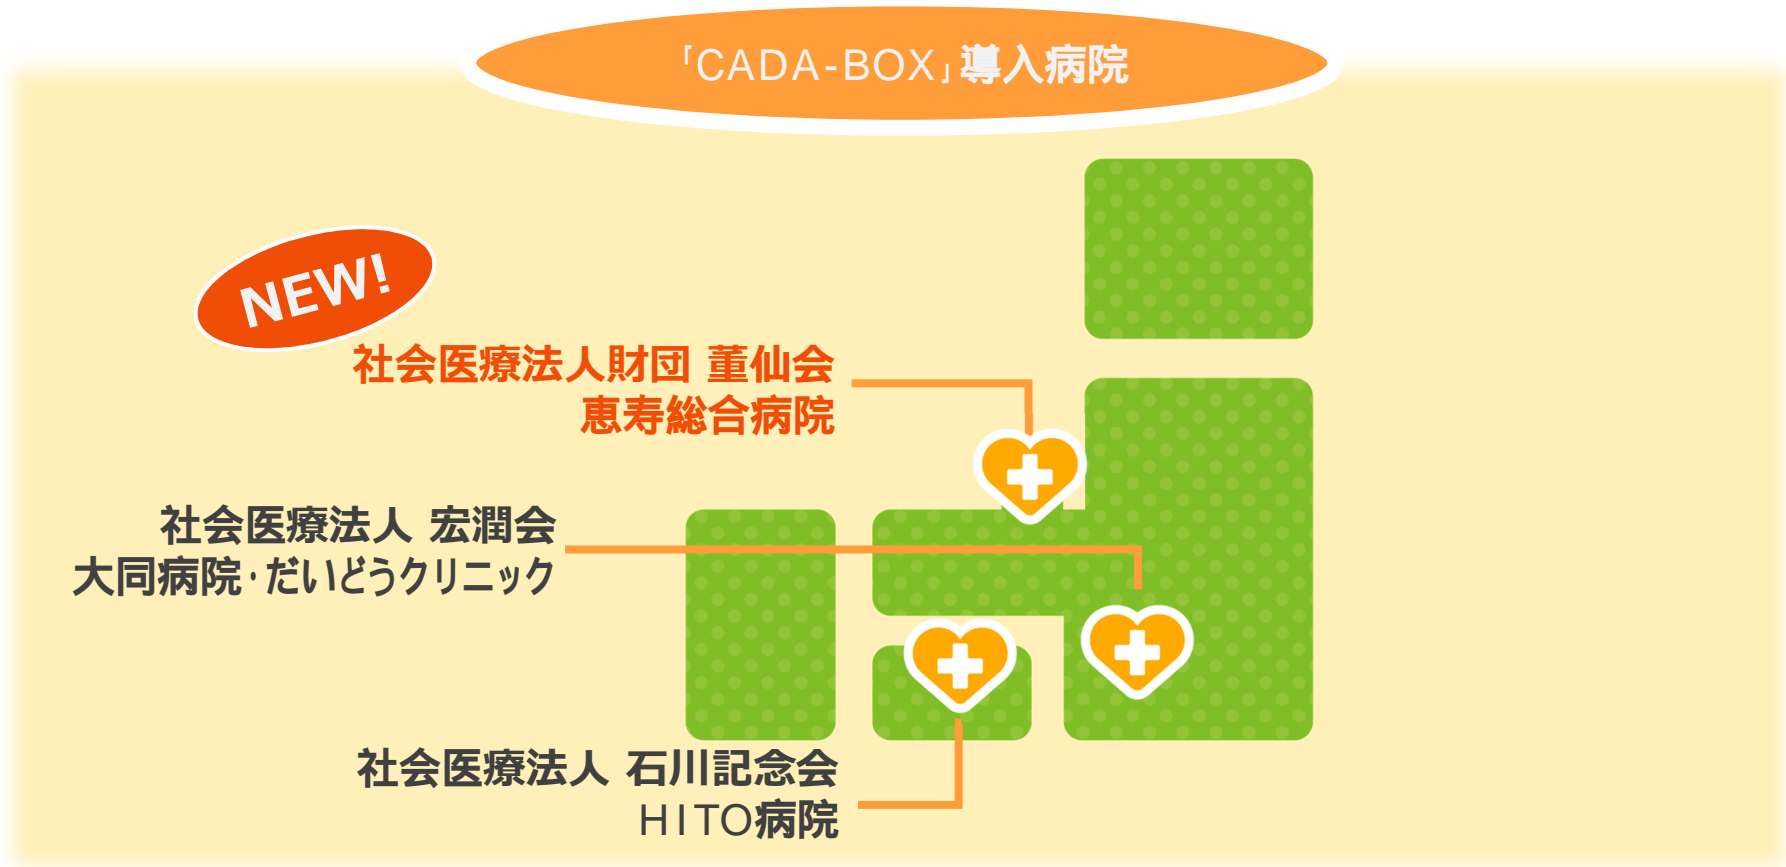 「CADA-BOX」導入病院
NEW!
社会医療法人財団 董仙会
恵寿総合病院
社会医療法人 宏潤会
大同病院・だいどうクリニック
社会医療法人 石川記念会
HITO病院